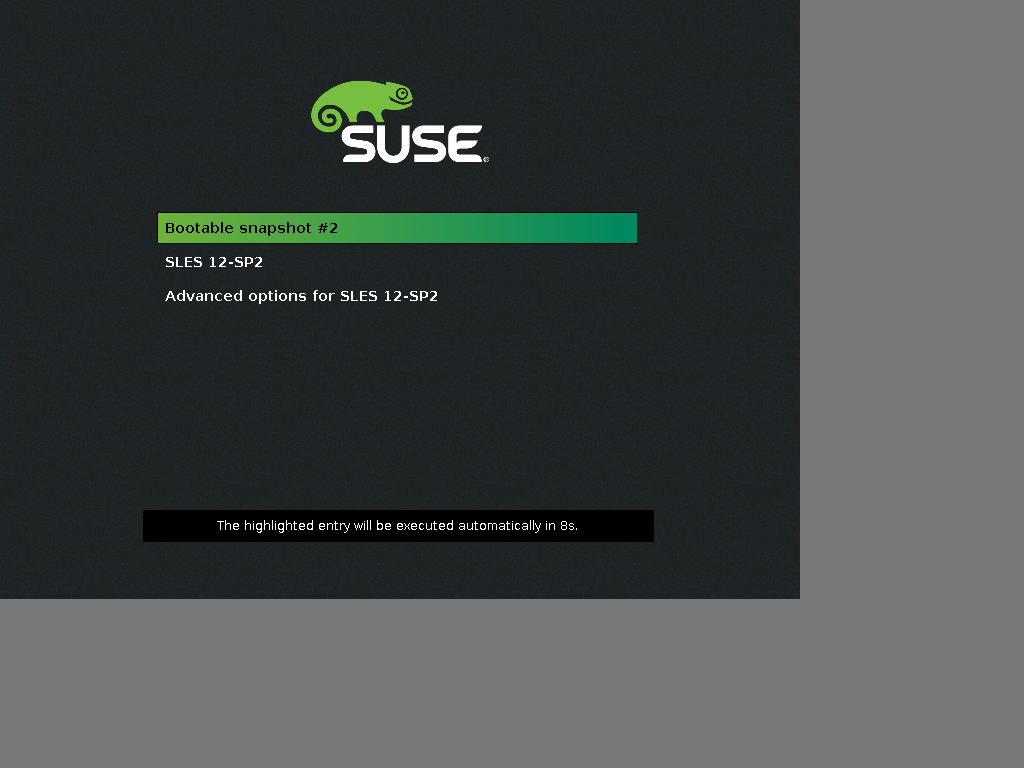 SUSE®
Bootable snapshot #2
SLES 12-SP2
Advanced options for SLES 12-SP2
The highlighted entry will be executed automatically in 8s.